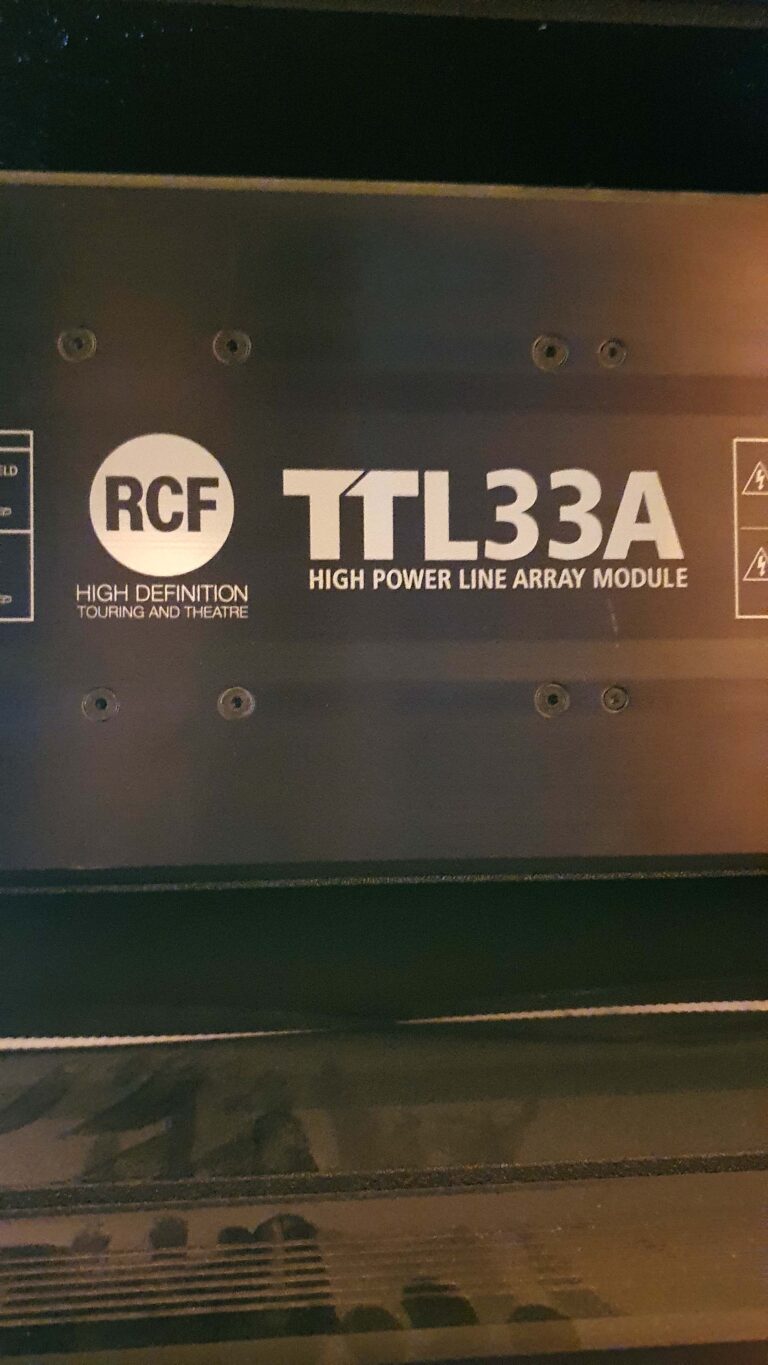 RCF
HIGH DEFINITION
TOURING AND THEATRE
TTL33A
HIGH POWER LINE ARRAY MODULE